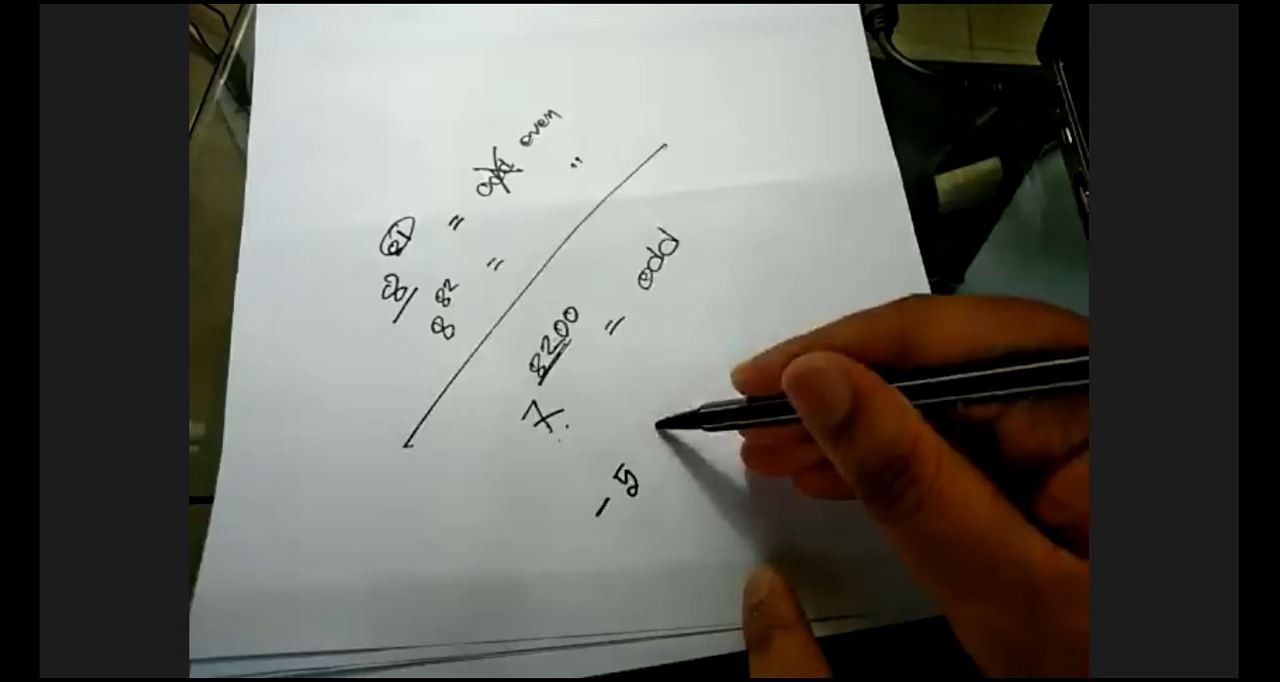 8 81 = odd even
8 82 = "
7 8200 = odd
-5